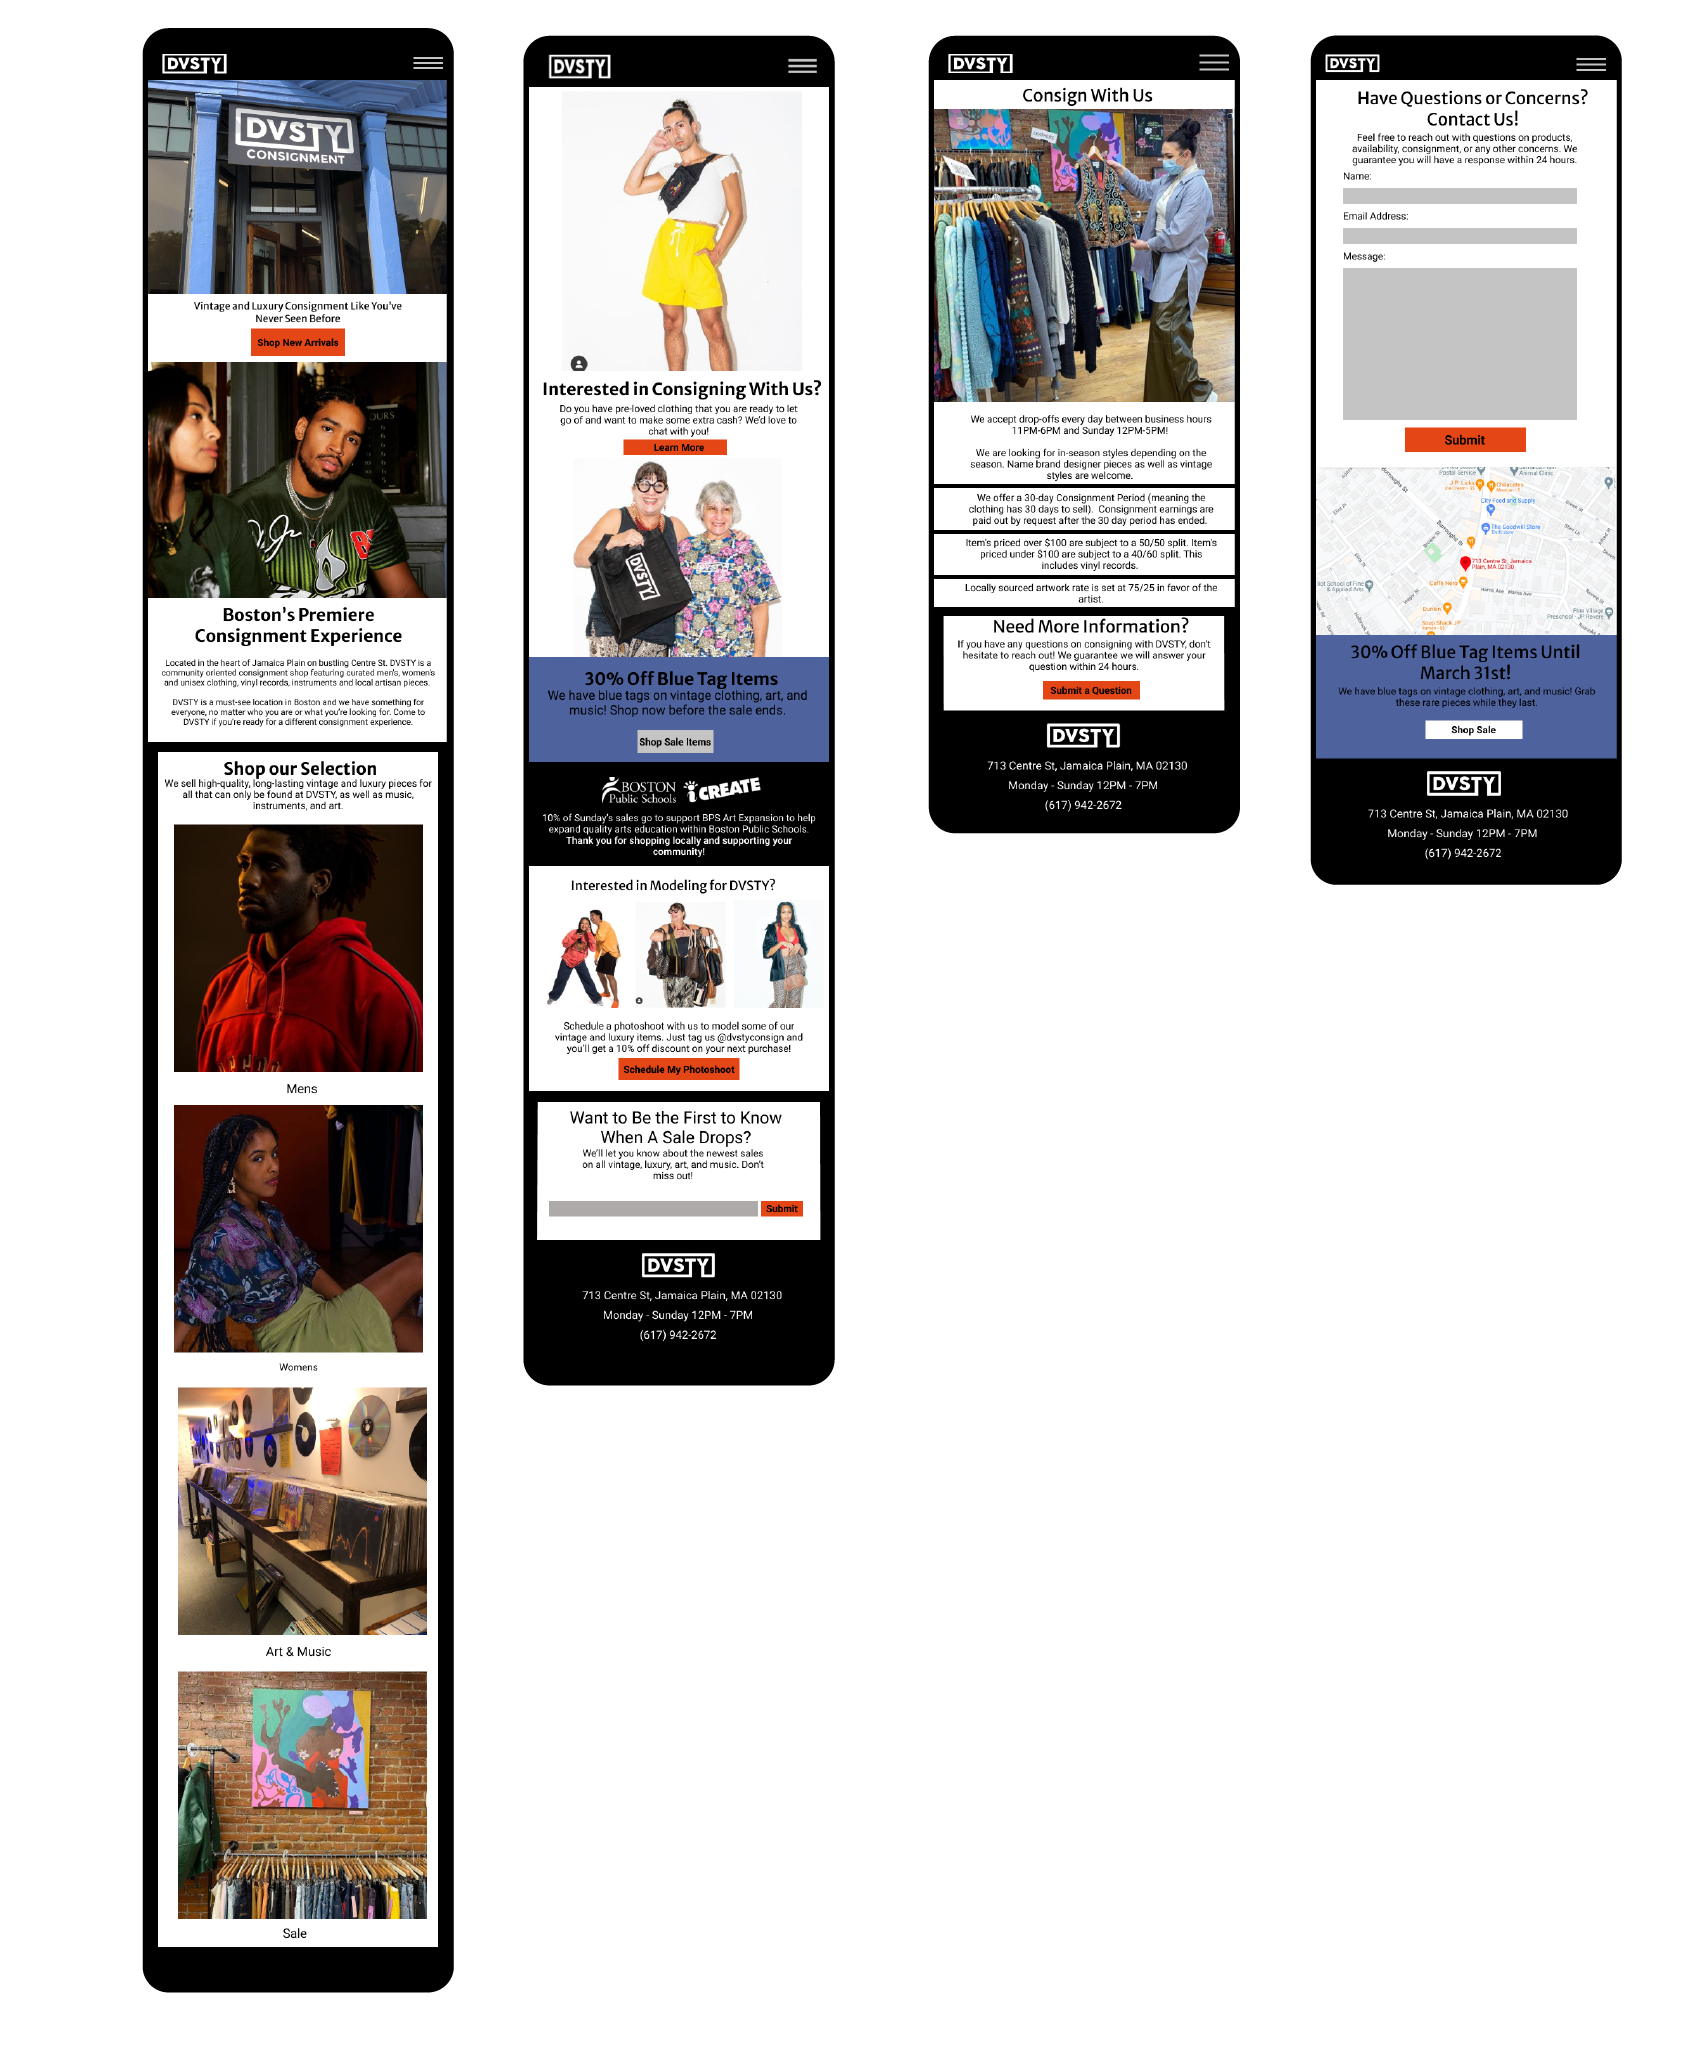 DVSTY
DVSTY
CONSIGNMENT
Vintage and Luxury Consignment Like You've
Never Seen Before
Shop New Arrivals
OURS
Boston's Premiere
Consignment Experience
Located in the heart of Jamaica Plain on bustling Centre St. DVSTY is a
community oriented consignment shop featuring curated men's, women's
and unisex clothing, vinyl records, instruments and local artisan pieces.
DVSTY is a must-see location in Boston and we have something for
everyone, no matter who you are or what you're looking for. Come to
DVSTY if you're ready for a different consignment experience.
Shop our Selection
We sell high-quality, long-lasting vintage and luxury pieces for
all that can only be found at DVSTY, as well as music,
instruments, and art.
Mens
Womens
Art & Music
Sale
DVSTY
Interested in Consigning With Us?
Do you have pre-loved clothing that you are ready to let
go of and want to make some extra cash? We'd love to
chat with you!
Learn More
DVSTY
30% Off Blue Tag Items
We have blue tags on vintage clothing, art, and
music! Shop now before the sale ends.
Shop Sale Items
BOSTON
Public Schools
iCREATE
10% of Sunday's sales go to support BPS Art Expansion to help
expand quality arts education within Boston Public Schools.
Thank you for shopping locally and supporting your
community!
Interested in Modeling for DVSTY?
Schedule a photoshoot with us to model some of our
vintage and luxury items. Just tag us @dvstyconsign and
you'll get a 10% off discount on your next purchase!
Schedule My Photoshoot
Want to Be the First to Know
When A Sale Drops?
We'll let you know about the newest sales
on all vintage, luxury, art, and music. Don't
miss out!
Submit
DVSTY
713 Centre St, Jamaica Plain, MA 02130
Monday - Sunday 12PM - 7PM
(617) 942-2672
DVSTY
Consign With Us
We accept drop-offs every day between business hours
11PM-6PM and Sunday 12PM-5PM!
We are looking for in-season styles depending on the
season. Name brand designer pieces as well as vintage
styles are welcome.
We offer a 30-day Consignment Period (meaning the
clothing has 30 days to sell). Consignment earnings are
paid out by request after the 30 day period has ended.
Item's priced over $100 are subject to a 50/50 split. Item's
priced under $100 are subject to a 40/60 split. This
includes vinyl records.
Locally sourced artwork rate is set at 75/25 in favor of the
artist.
Need More Information?
If you have any questions on consigning with DVSTY, don't
hesitate to reach out! We guarantee we will answer your
question within 24 hours.
Submit a Question
DVSTY
713 Centre St, Jamaica Plain, MA 02130
Monday - Sunday 12PM - 7PM
(617) 942-2672
DVSTY
Have Questions or Concerns?
Contact Us!
Feel free to reach out with questions on products,
availability, consignment, or any other concerns. We
guarantee you will have a response within 24 hours.
Name:
Email Address:
Message:
Submit
Postal Service
Animal Clinic
J.P. Licks
City Food and Supply
The Goodwill Store
713 Centre St, Jamaica
Plain, MA 02130
& Applied Arts
Caffè Nero
Dunkin'
Pine Village
Preschool - JP Revere
30% Off Blue Tag Items Until
March 31st!
We have blue tags on vintage clothing, art, and music! Grab
these rare pieces while they last.
Shop Sale
DVSTY
713 Centre St, Jamaica Plain, MA 02130
Monday - Sunday 12PM - 7PM
(617) 942-2672